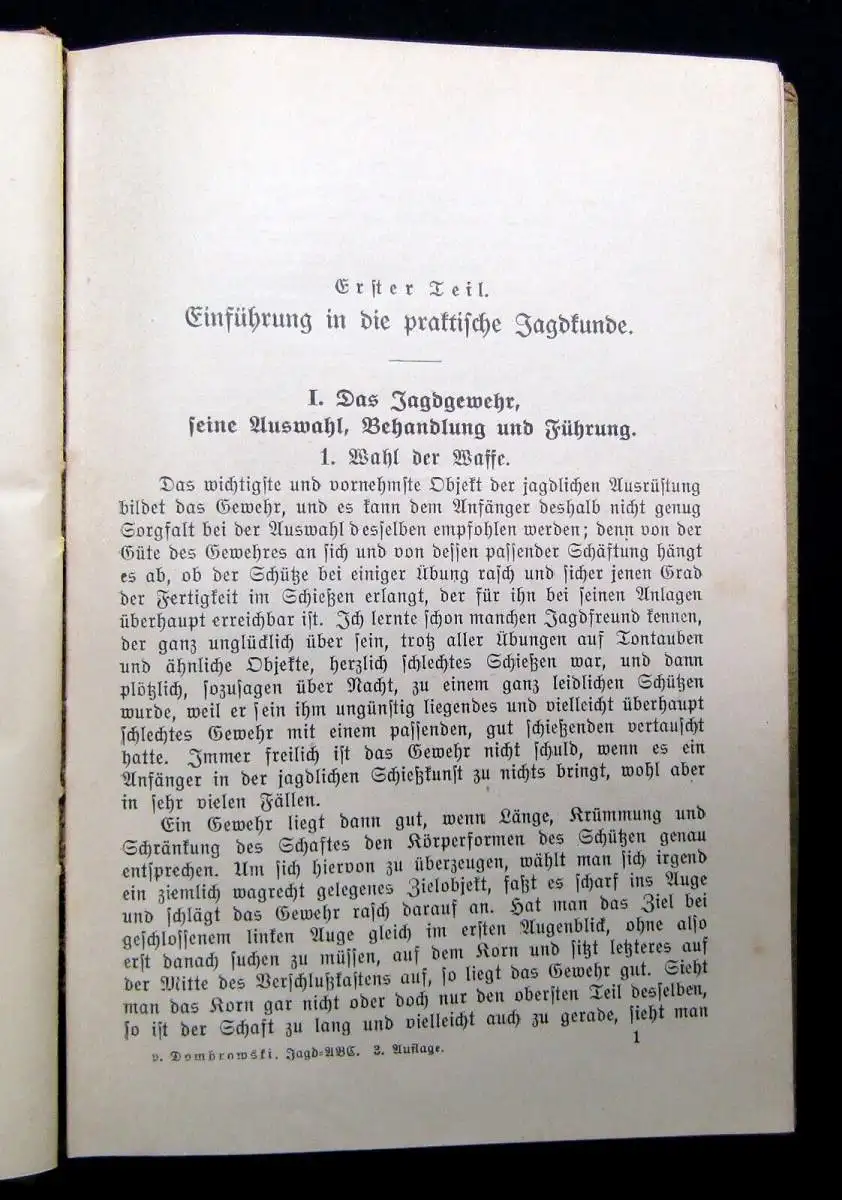 Erster Teil.
Einführung in die praktische Jagdkunde.
I. Das Jagdgewehr,
seine Auswahl, Behandlung und Führung.
1. Wahl der Waffe.
Das wichtigste und vornehmste Objekt der jagdlichen Ausrüstung
bildet das Gewehr, und es kann dem Anfänger deshalb nicht genug
Sorgfalt bei der Auswahl desselben empfohlen werden; denn von der
Güte des Gewehres an sich und von dessen passender Schäftung hängt
es ab, ob der Schütze bei einiger Übung rasch und sicher jenen Grad
der Fertigkeit im Schießen erlangt, der für ihn bei seinen Anlagen
überhaupt erreichbar ist. Ich lernte schon manchen Jagdfreund kennen,
der ganz unglücklich über sein, trotz aller Übungen auf Tontauben
und ähnliche Objekte, herzlich schlechtes Schießen war, und dann
plötzlich, sozusagen über Nacht, zu einem ganz leidlichen Schützen
wurde, weil er sein ihm ungünstig liegendes und vielleicht überhaupt
schlechtes Gewehr mit einem passenden, gut schießenden vertauscht
hatte. Immer freilich ist das Gewehr nicht schuld, wenn es ein
Anfänger in der jagdlichen Schießkunst zu nichts bringt, wohl aber
in sehr vielen Fällen.
Ein Gewehr liegt dann gut, wenn Länge, Krümmung und
Schränkung des Schaftes den Körperformen des Schützen genau
entsprechen. Um sich hiervon zu überzeugen, wählt man sich irgend
ein ziemlich wagrecht gelegenes Zielobjekt, faßt es scharf ins Auge
und schlägt das Gewehr rasch darauf an. Hat man das Ziel bei
geschlossenem linken Auge gleich im ersten Augenblick, ohne also
erst danach suchen zu müssen, auf dem Korn und sitzt letzteres auf
der Mitte des Verschlußkastens auf, so liegt das Gewehr gut. Sieht
man das Korn gar nicht oder doch nur den obersten Teil desselben,
so ist der Schaft zu lang und vielleicht auch zu gerade, sieht man
v. Dombrowski, Jagd-ABC. 3. Auflage.
1